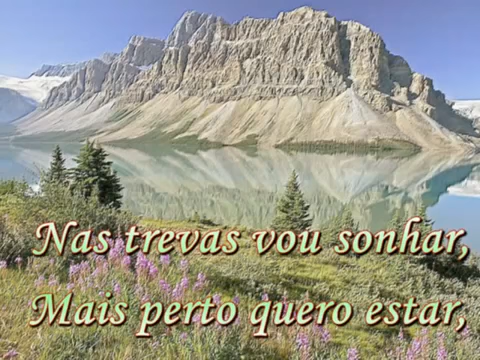 Nas trevas vou sonhar,
Mais perto quero estar,